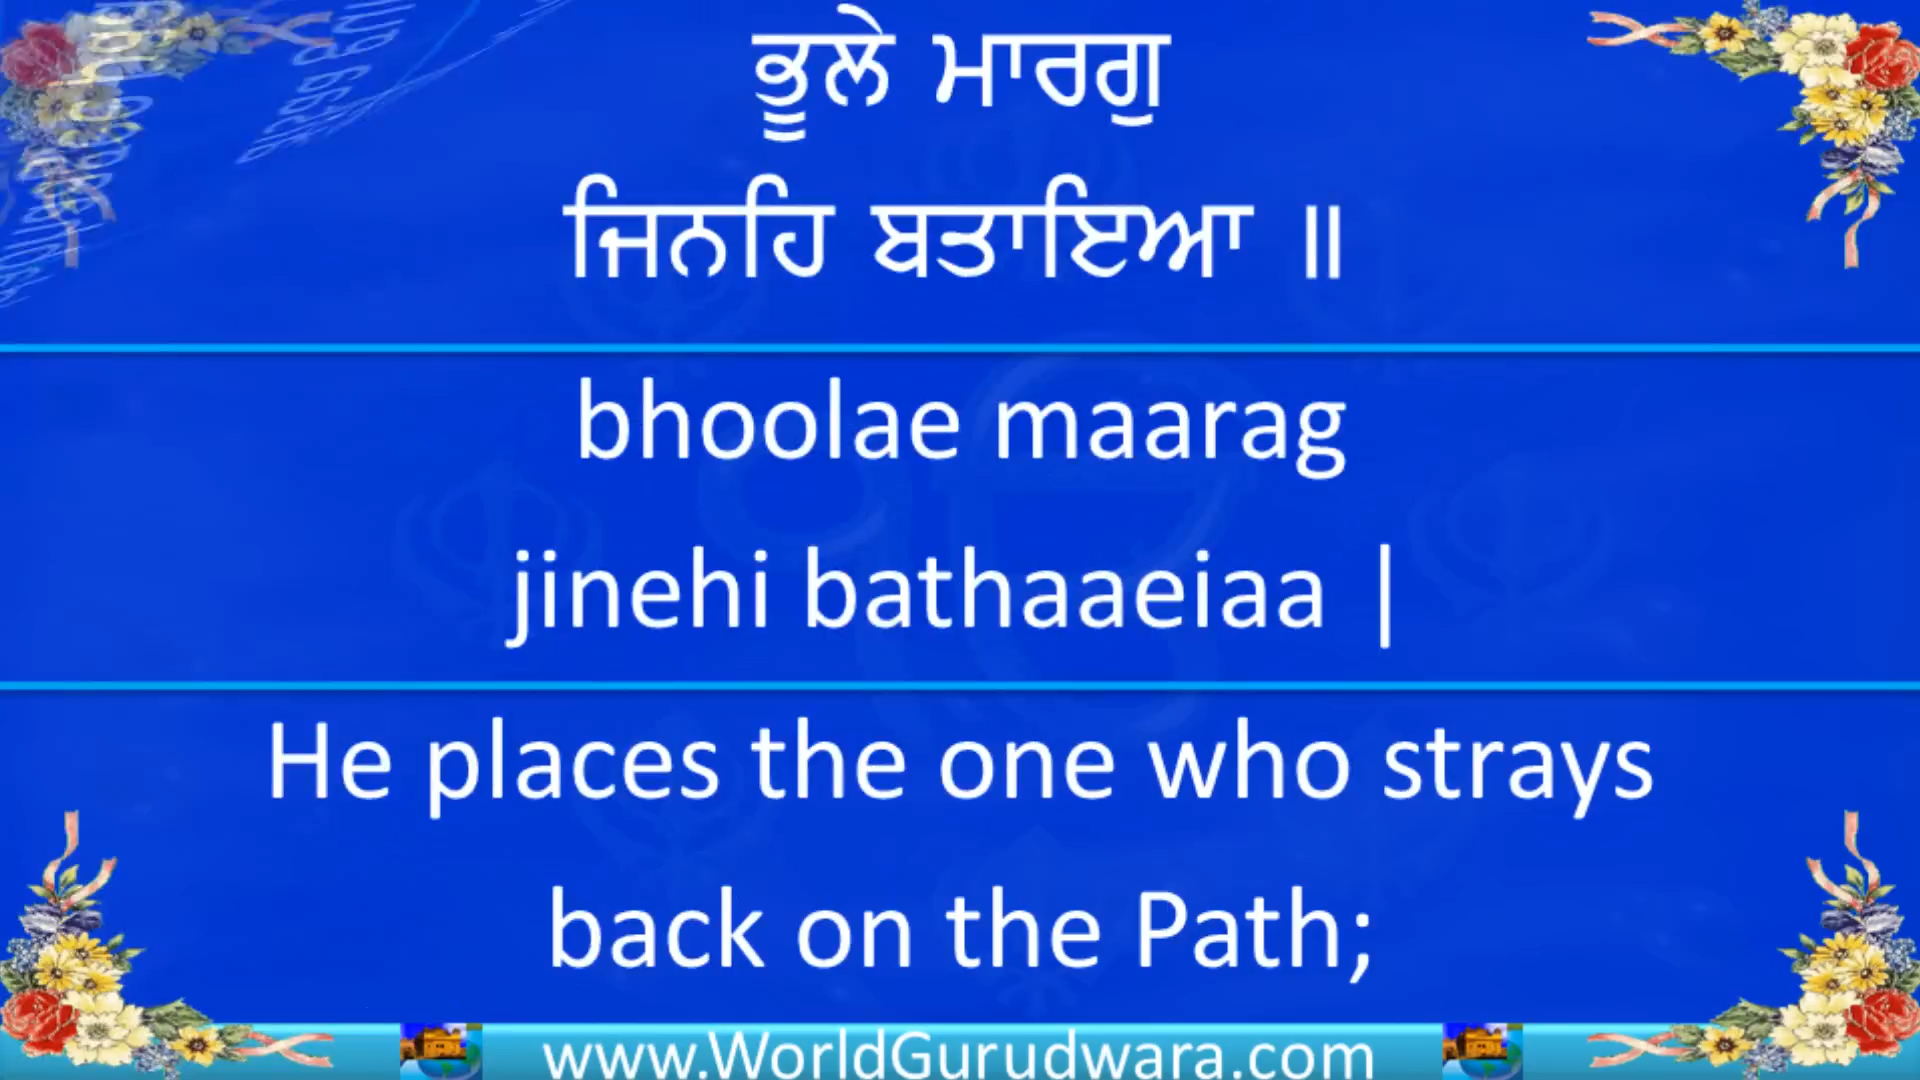 ਭੂਲੇ ਮਾਰਗੁ
ਜਿਨਹਿ ਬਤਾਇਆ ॥
bhoolae maarag
jinehi bathaaeiaa |
He places the one who strays
back on the Path;
www.WorldGurudwara.com